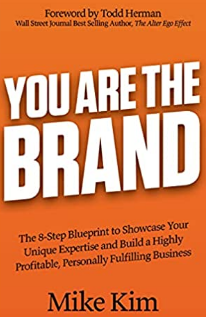 Foreword by Todd Herman
Wall Street Journal Best Selling Author, The Alter Ego Effect
YOU ARE THE
BRAND
The 8-Step Blueprint to Showcase Your
Unique Expertise and Build a Highly
Profitable, Personally Fulfilling Business
Mike Kim